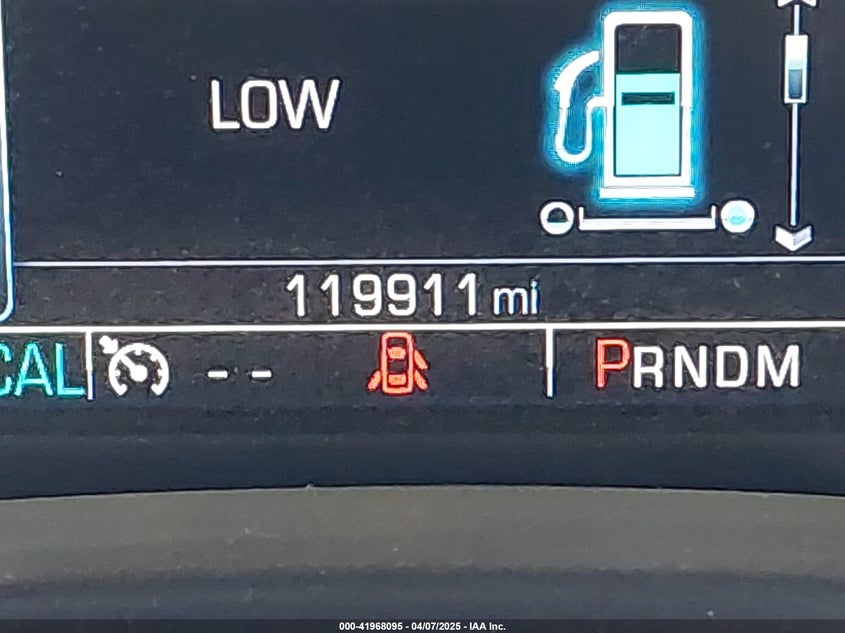 LOW
119911 mi
CAL -- PRNDM
000-41968095 - 04/07/2025 - IAA Inc.